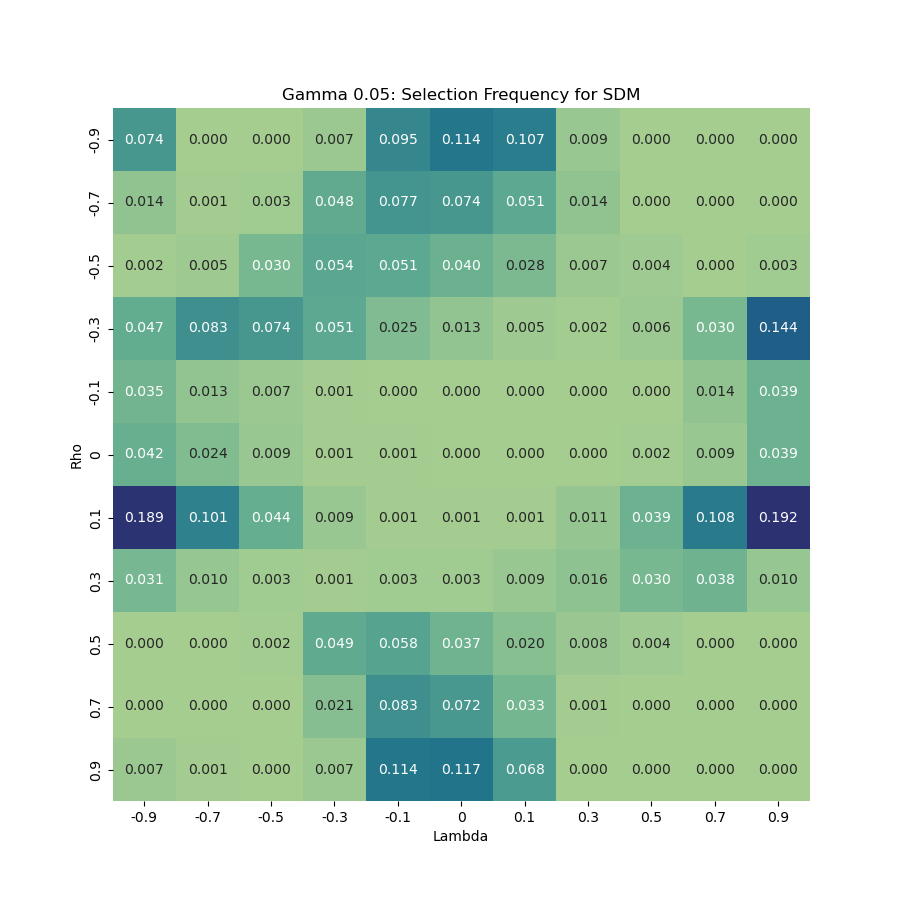 Gamma 0.05: Selection Frequency for SDM
-0.9 0.074 0.000 0.000 0.007 0.095 0.114 0.107 0.009 0.000 0.000 0.000
-0.7 0.014 0.001 0.003 0.048 0.077 0.074 0.051 0.014 0.000 0.000 0.000
-0.5 0.002 0.005 0.030 0.054 0.051 0.040 0.028 0.007 0.004 0.000 0.003
-0.3 0.047 0.083 0.074 0.051 0.025 0.013 0.005 0.002 0.006 0.030 0.144
-0.1 0.035 0.013 0.007 0.001 0.000 0.000 0.000 0.000 0.000 0.014 0.039
Rho
0 0.042 0.024 0.009 0.001 0.001 0.000 0.000 0.000 0.002 0.009 0.039
0.1 0.189 0.101 0.044 0.009 0.001 0.001 0.001 0.011 0.039 0.108 0.192
0.3 0.031 0.010 0.003 0.001 0.003 0.003 0.009 0.016 0.030 0.038 0.010
0.5 0.000 0.000 0.002 0.049 0.058 0.037 0.020 0.008 0.004 0.000 0.000
0.7 0.000 0.000 0.000 0.021 0.083 0.072 0.033 0.001 0.000 0.000 0.000
0.9 0.007 0.001 0.000 0.007 0.114 0.117 0.068 0.000 0.000 0.000 0.000
-0.9 -0.7 -0.5 -0.3 -0.1 0 0.1 0.3 0.5 0.7 0.9
Lambda